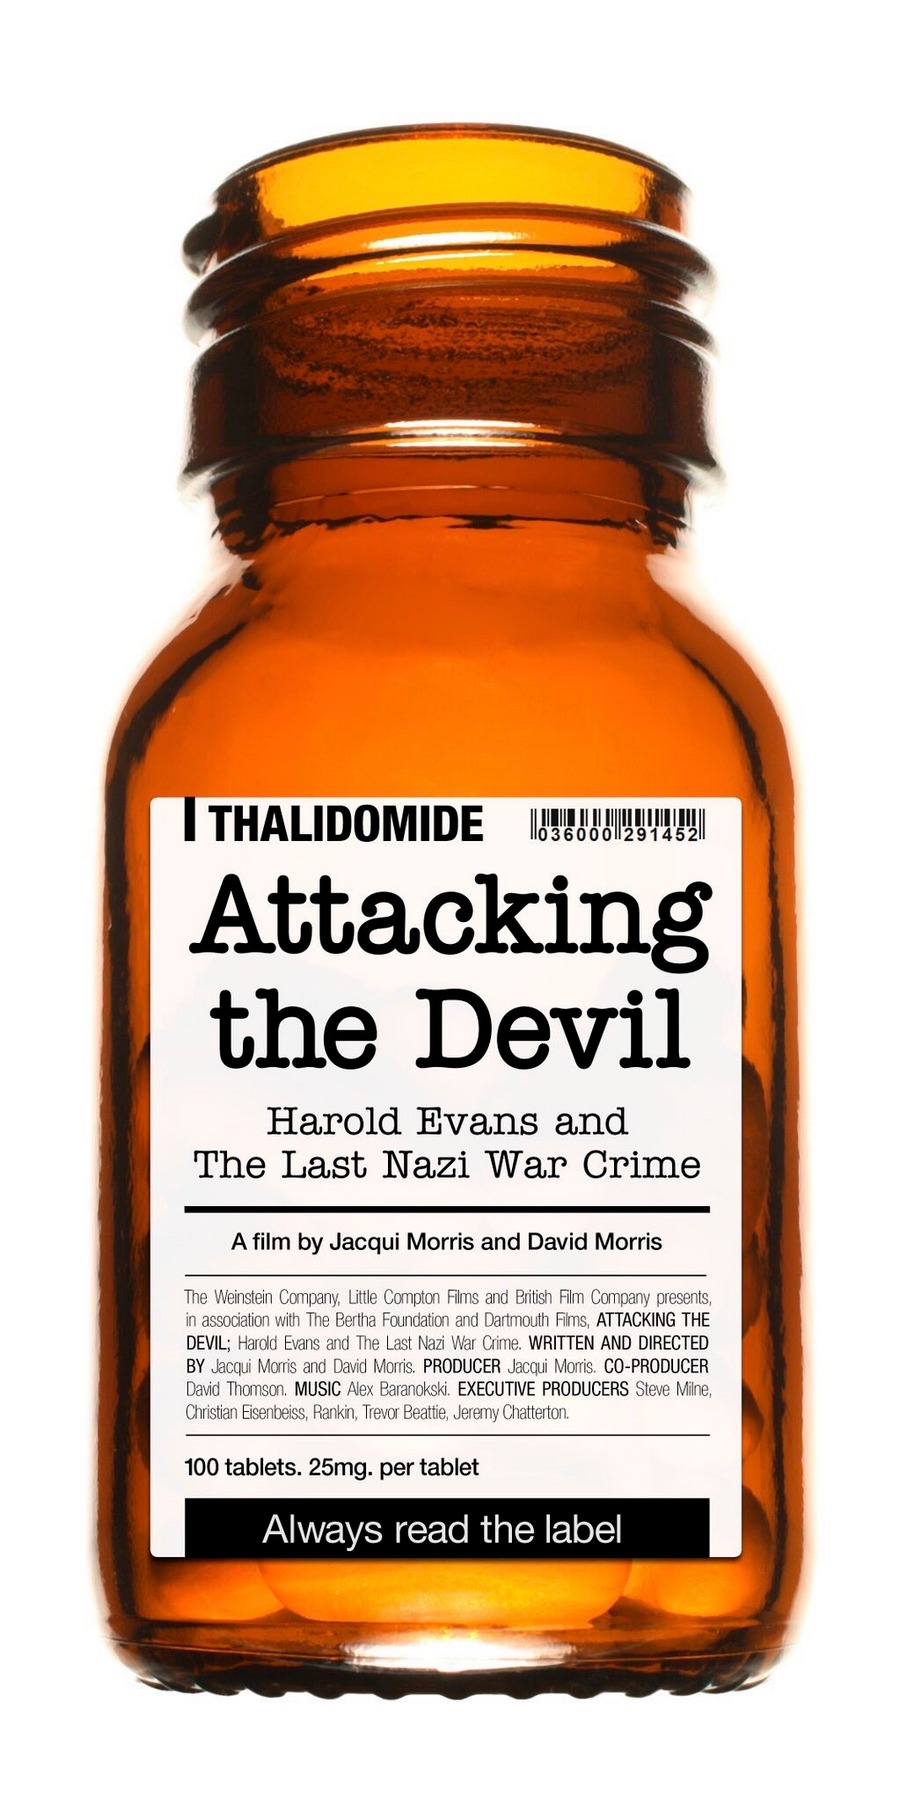 THALIDOMIDE
036000 291452
Attacking
the Devil
Harold Evans and
The Last Nazi War Crime
A film by Jacqui Morris and David Morris
The Weinstein Company, Little Compton Films and British Film Company presents,
in association with The Bertha Foundation and Dartmouth Films, ATTACKING THE
DEVIL; Harold Evans and The Last Nazi War Crime. WRITTEN AND DIRECTED
BY Jacqui Morris and David Morris. PRODUCER Jacqui Morris. CO-PRODUCER
David Thomson. MUSIC Alex Baranokski. EXECUTIVE PRODUCERS Steve Milne,
Christian Eisenbeiss, Rankin, Trevor Beattie, Jeremy Chatterton.
100 tablets. 25mg. per tablet
Always read the label